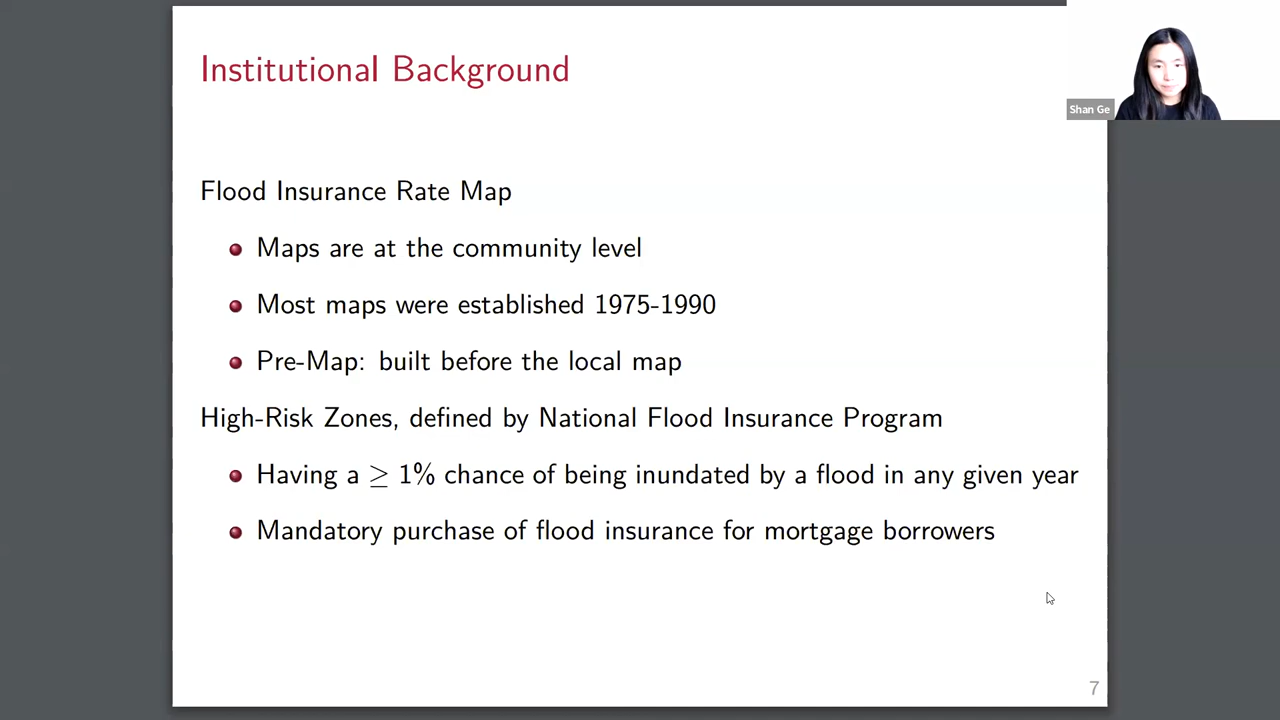 Institutional Background
Shan Ge
Flood Insurance Rate Map
Maps are at the community level
Most maps were established 1975-1990
Pre-Map: built before the local map
High-Risk Zones, defined by National Flood Insurance Program
Having a ≥ 1% chance of being inundated by a flood in any given year
Mandatory purchase of flood insurance for mortgage borrowers
7